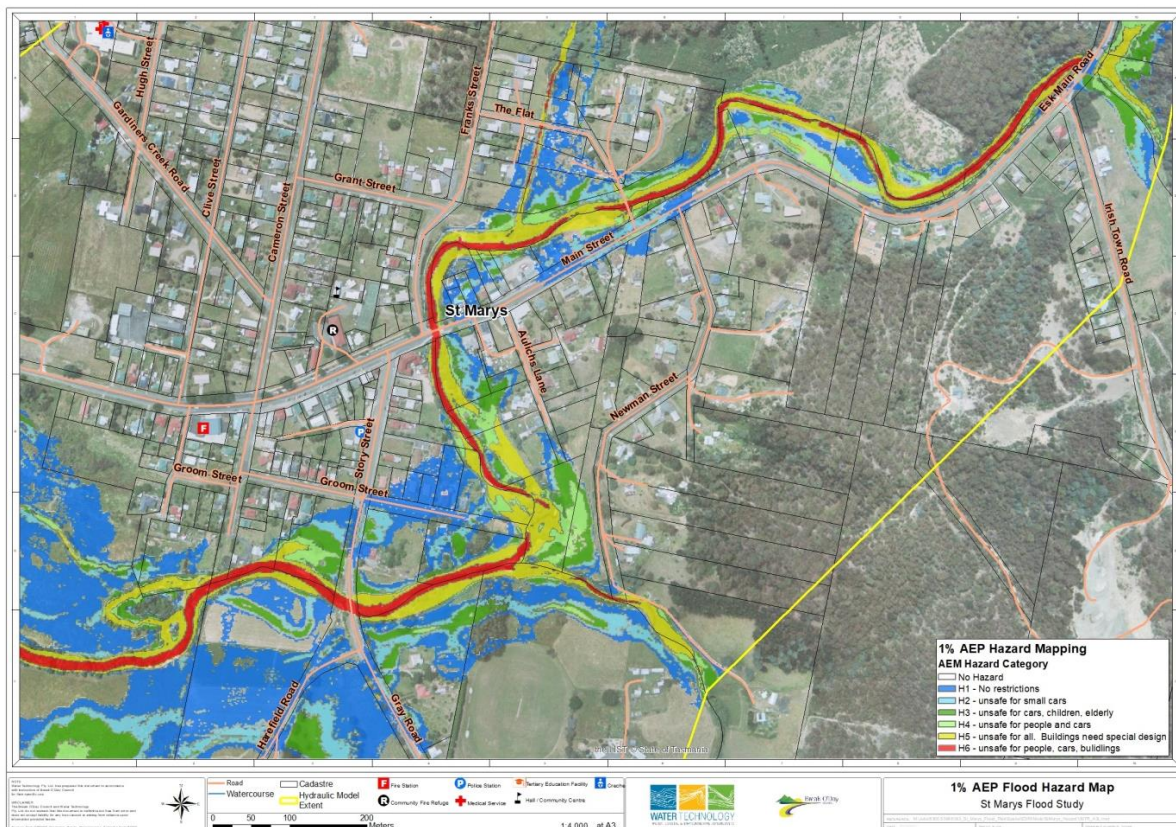 Hugh Street
Gardiners Creek Road
Clive Street
Cameron Street
Grant Street
Franks Street
The Flat
Main Street
Esk Main Road
Irish Town Road
St Marys
R
Aulichs Lane
Newman Street
F
P
Story Street
Groom Street
Groom Street
Harefield Road
Gray Road
State of Tasmania
1% AEP Hazard Mapping
AEM Hazard Category
No Hazard
H1 - No restrictions
H2 - unsafe for small cars
H3 - unsafe for cars, children, elderly
H4 - unsafe for people and cars
H5 - unsafe for all. Buildings need special design
H6 - unsafe for people, cars, buildings
Road
Watercourse
Cadastre
Hydraulic Model
Extent
F Fire Station
P Police Station
Tertiary Education Facility
Creche
R Community Fire Refuge
Medical Service
Hall / Community Centre
0 50 100 200
Meters
1:4,000 at A3
WATER TECHNOLOGY
Break O'Day
1% AEP Flood Hazard Map
St Marys Flood Study